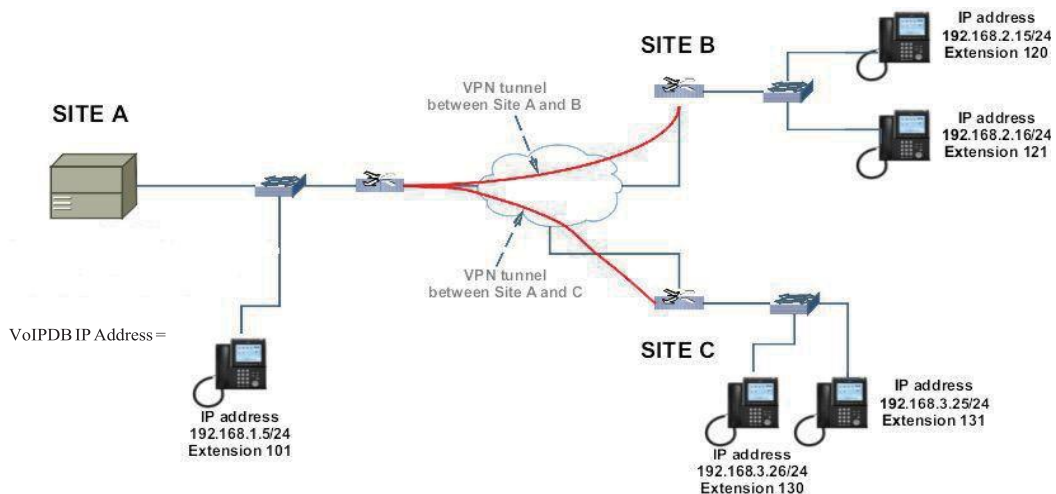 SITE A
VoIPDB IP Address =
IP address
192.168.1.5/24
Extension 101
VPN tunnel
between Site A and B
VPN tunnel
between Site A and C
SITE B
IP address
192.168.2.15/24
Extension 120
IP address
192.168.2.16/24
Extension 121
SITE C
IP address
192.168.3.26/24
Extension 130
IP address
192.168.3.25/24
Extension 131